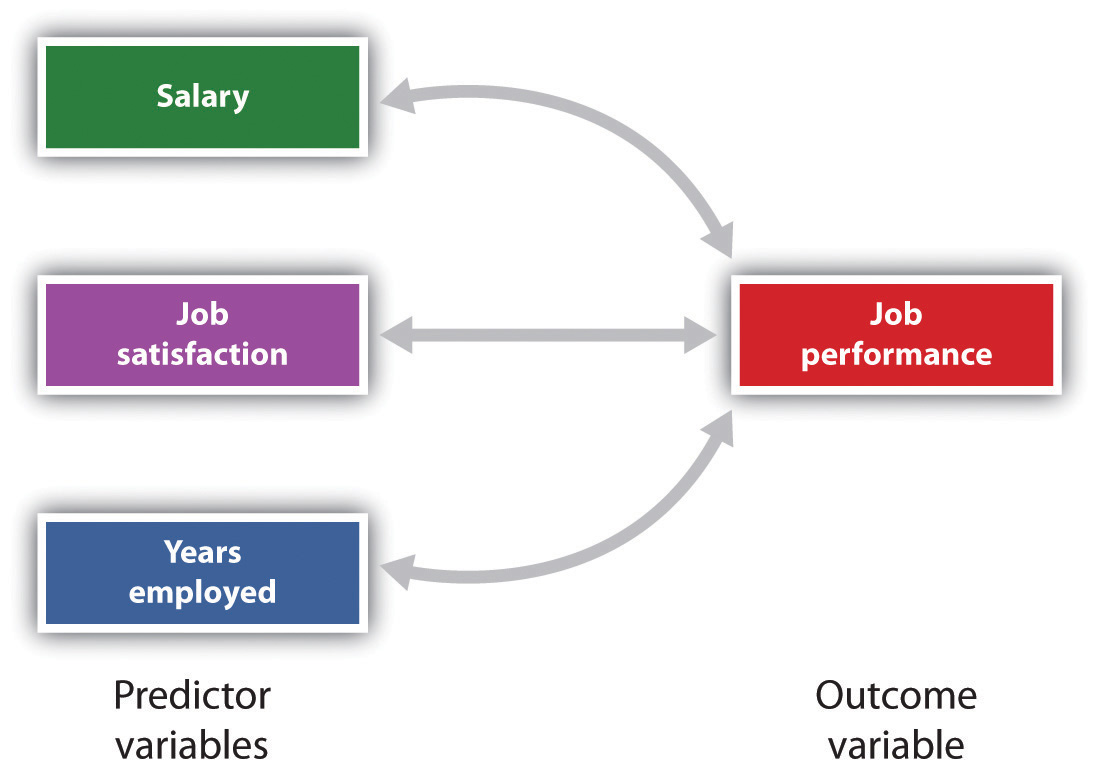 Salary
Job
satisfaction
Job
performance
Years
employed
Predictor
variables
Outcome
variable